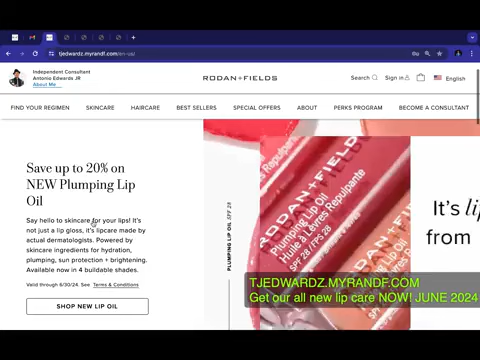 tjedwardz.myrandf.com/en-us/
Independent Consultant
Antonio Edwards JR
About Me
RODAN+FIELDS
Search
Sign in
English
FIND YOUR REGIMEN
SKINCARE
HAIRCARE
BEST SELLERS
SPECIAL OFFERS
ABOUT
PERKS PROGRAM
BECOME A CONSULTANT
Save up to 20% on
NEW Plumping Lip
Oil
Say hello to skincare for your lips! It's
not just a lip gloss, it's lipcare made by
actual dermatologists. Powered by
skincare ingredients for hydration,
plumping, sun protection + brightening.
Available now in 4 buildable shades.
Valid through 6/30/24. See Terms & Conditions
SHOP NEW LIP OIL
PLUMPING LIP OIL SPF 28
RODAN+FIELDS
Plumping Lip Oil
Huile à Lèvres Repulpante
SPF 28 / FPS 28
It's lip
from
TJEDWARDZ.MYRANDF.COM
Get our all new lip care NOW! JUNE 2024